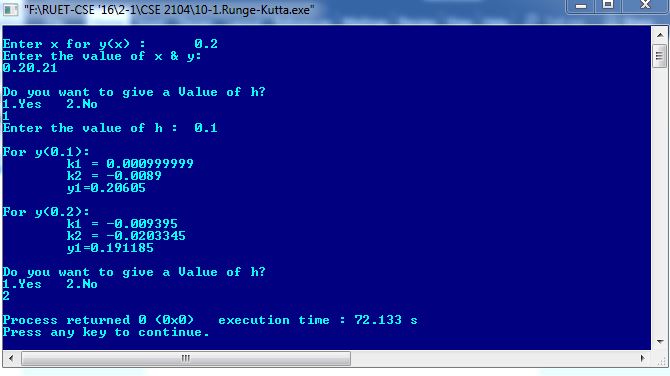 "F:\RUET-CSE '16\2-1\CSE 2104\10-1.Runge-Kutta.exe"
Enter x for y(x) :      0.2
Enter the value of x & y:
0.20.21
Do you want to give a Value of h?
1.Yes   2.No
1
Enter the value of h :  0.1
For y(0.1):
k1 = 0.000999999
k2 = -0.0089
y1=0.20605
For y(0.2):
k1 = -0.009395
k2 = -0.0203345
y1=0.191185
Do you want to give a Value of h?
1.Yes   2.No
2
Process returned 0 (0x0)   execution time : 72.133 s
Press any key to continue.